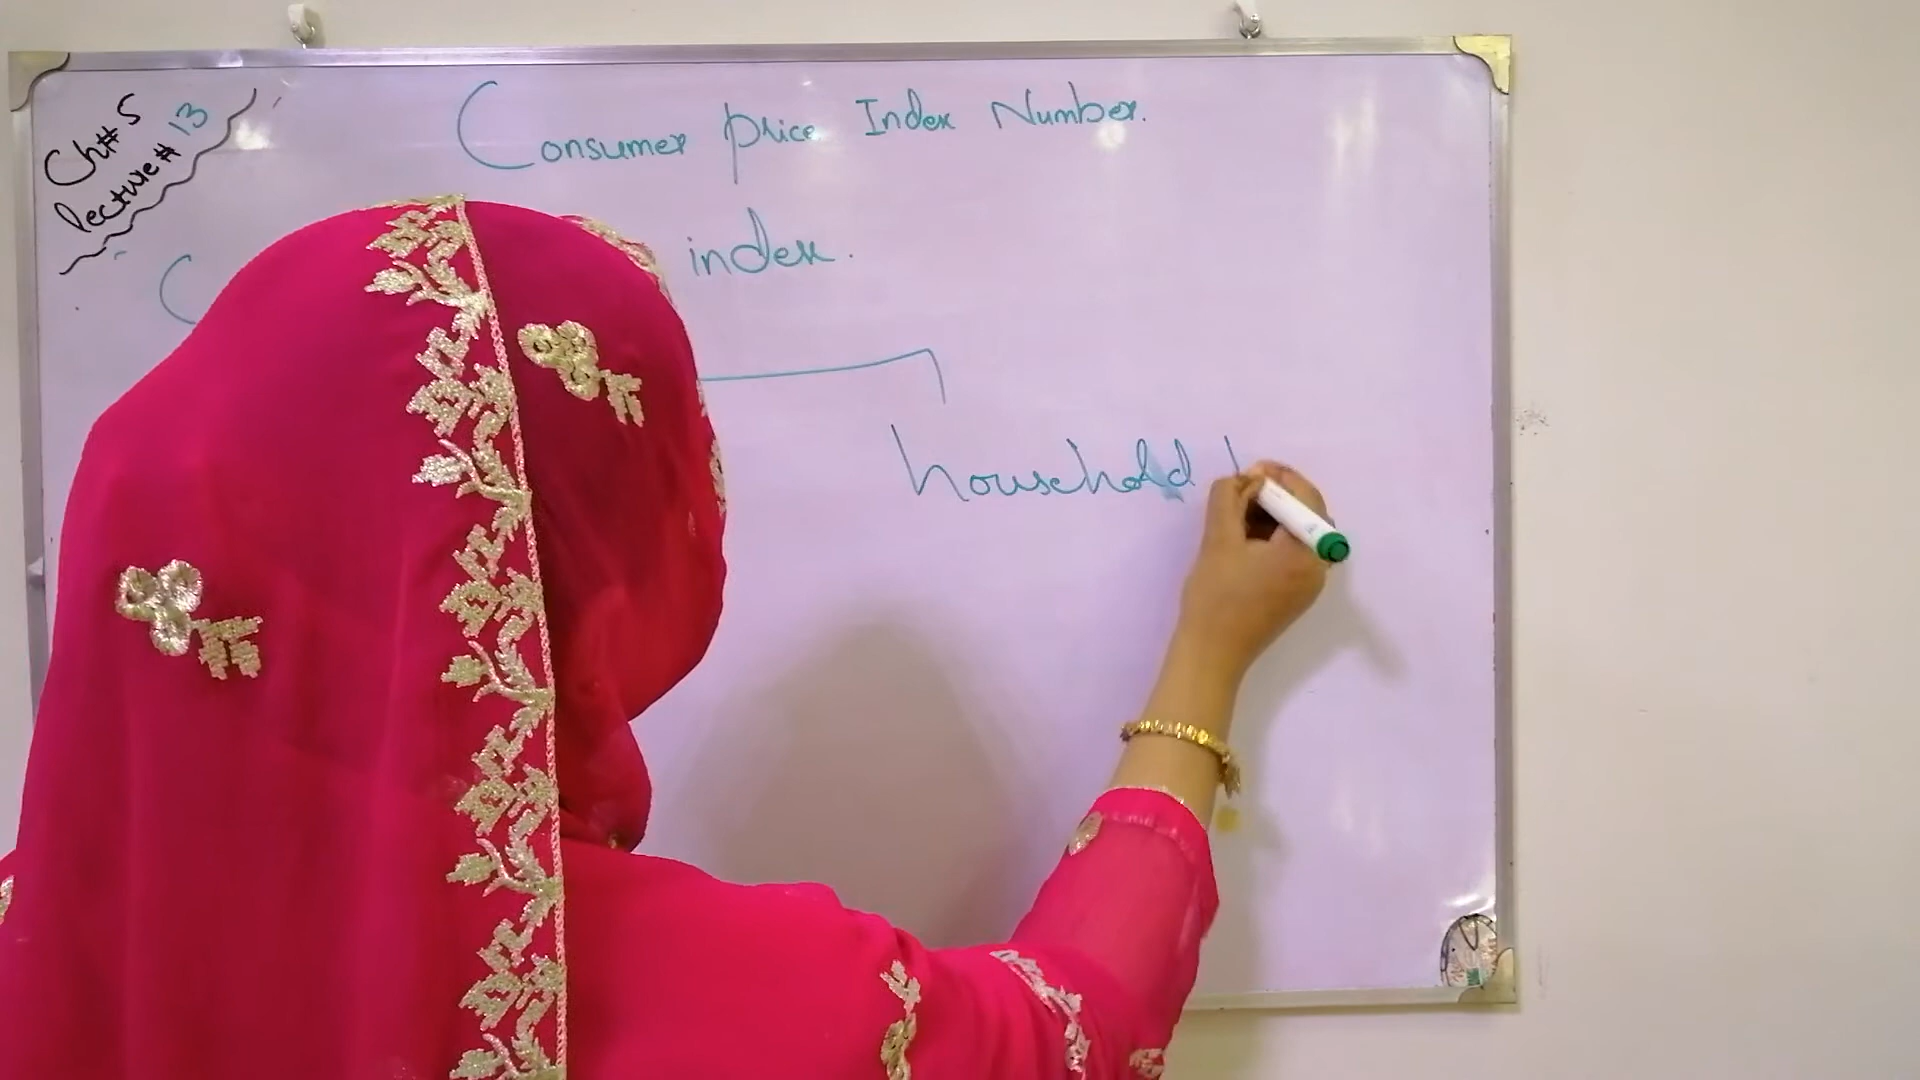 Ch# 5
lecture# 13
Consumer price Index Number.
index.
household